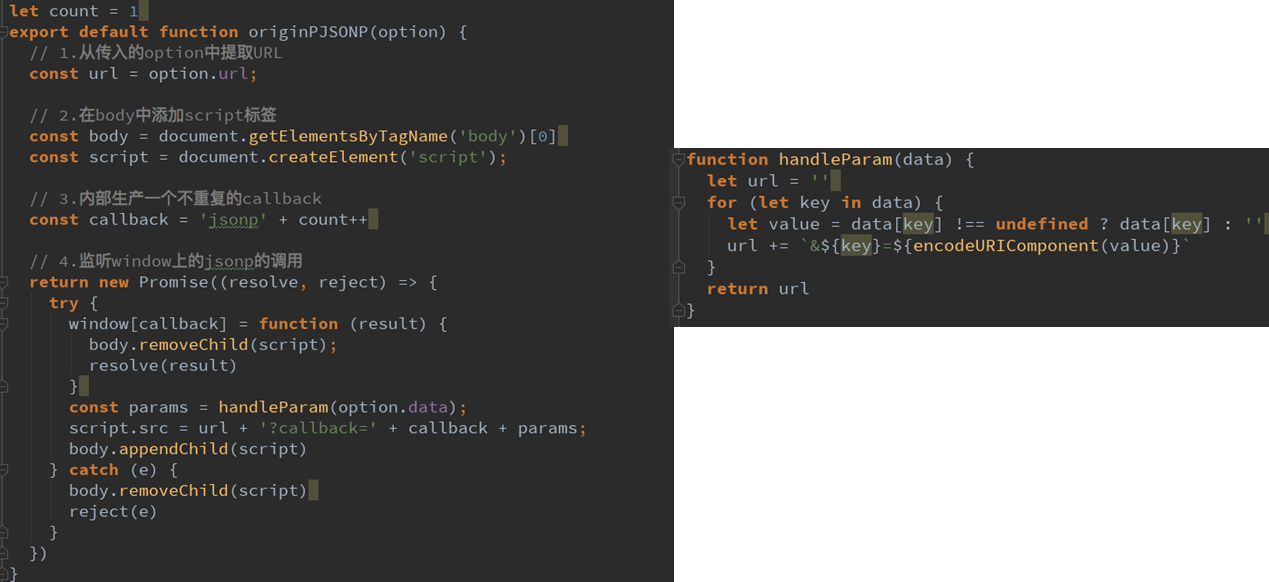 let count = 1
export default function originPJSONP(option) {
// 1.从传入的option中提取URL
const url = option.url;
// 2.在body中添加script标签
const body = document.getElementsByTagName('body')[0]
const script = document.createElement('script');
// 3.内部生产一个不重复的callback
const callback = 'jsonp' + count++
// 4.监听window上的jsonp的调用
return new Promise((resolve, reject) => {
try {
window[callback] = function (result) {
body.removeChild(script);
resolve(result)
}
const params = handleParam(option.data);
script.src = url + '?callback=' + callback + params;
body.appendChild(script)
} catch (e) {
body.removeChild(script)
reject(e)
}
})
}
function handleParam(data) {
let url = ''
for (let key in data) {
let value = data[key] !== undefined ? data[key] : ''
url += `&${key}=${encodeURIComponent(value)}`
}
return url
}